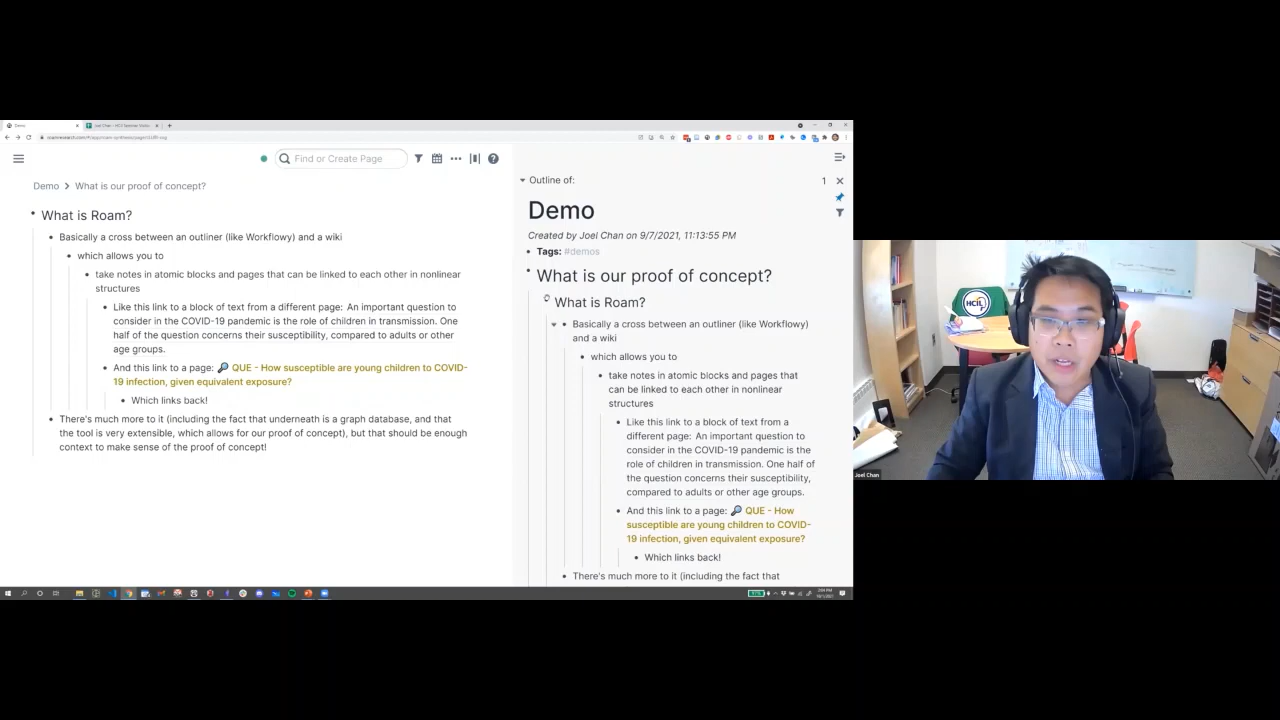 Demo
Find or Create Page
Demo > What is our proof of concept?
What is Roam?
Basically a cross between an outliner (like Workflowy) and a wiki
which allows you to
take notes in atomic blocks and pages that can be linked to each other in nonlinear
structures
Like this link to a block of text from a different page: An important question to
consider in the COVID-19 pandemic is the role of children in transmission. One
half of the question concerns their susceptibility, compared to adults or other
age groups.
And this link to a page: 🔎 QUE - How susceptible are young children to COVID-
19 infection, given equivalent exposure?
Which links back!
There's much more to it (including the fact that underneath is a graph database, and that
the tool is very extensible, which allows for our proof of concept), but that should be enough
context to make sense of the proof of concept!
Outline of:
1
Demo
Created by Joel Chan on 9/7/2021, 11:13:55 PM
Tags: #demos
What is our proof of concept?
What is Roam?
Basically a cross between an outliner (like Workflowy)
and a wiki
which allows you to
take notes in atomic blocks and pages that
can be linked to each other in nonlinear
structures
Like this link to a block of text from a
different page: An important question to
consider in the COVID-19 pandemic is the
role of children in transmission. One half of
the question concerns their susceptibility,
compared to adults or other age groups.
And this link to a page: 🔎 QUE - How
susceptible are young children to COVID-
19 infection, given equivalent exposure?
Which links back!
There's much more to it (including the fact that
HCIL
Joel Chan